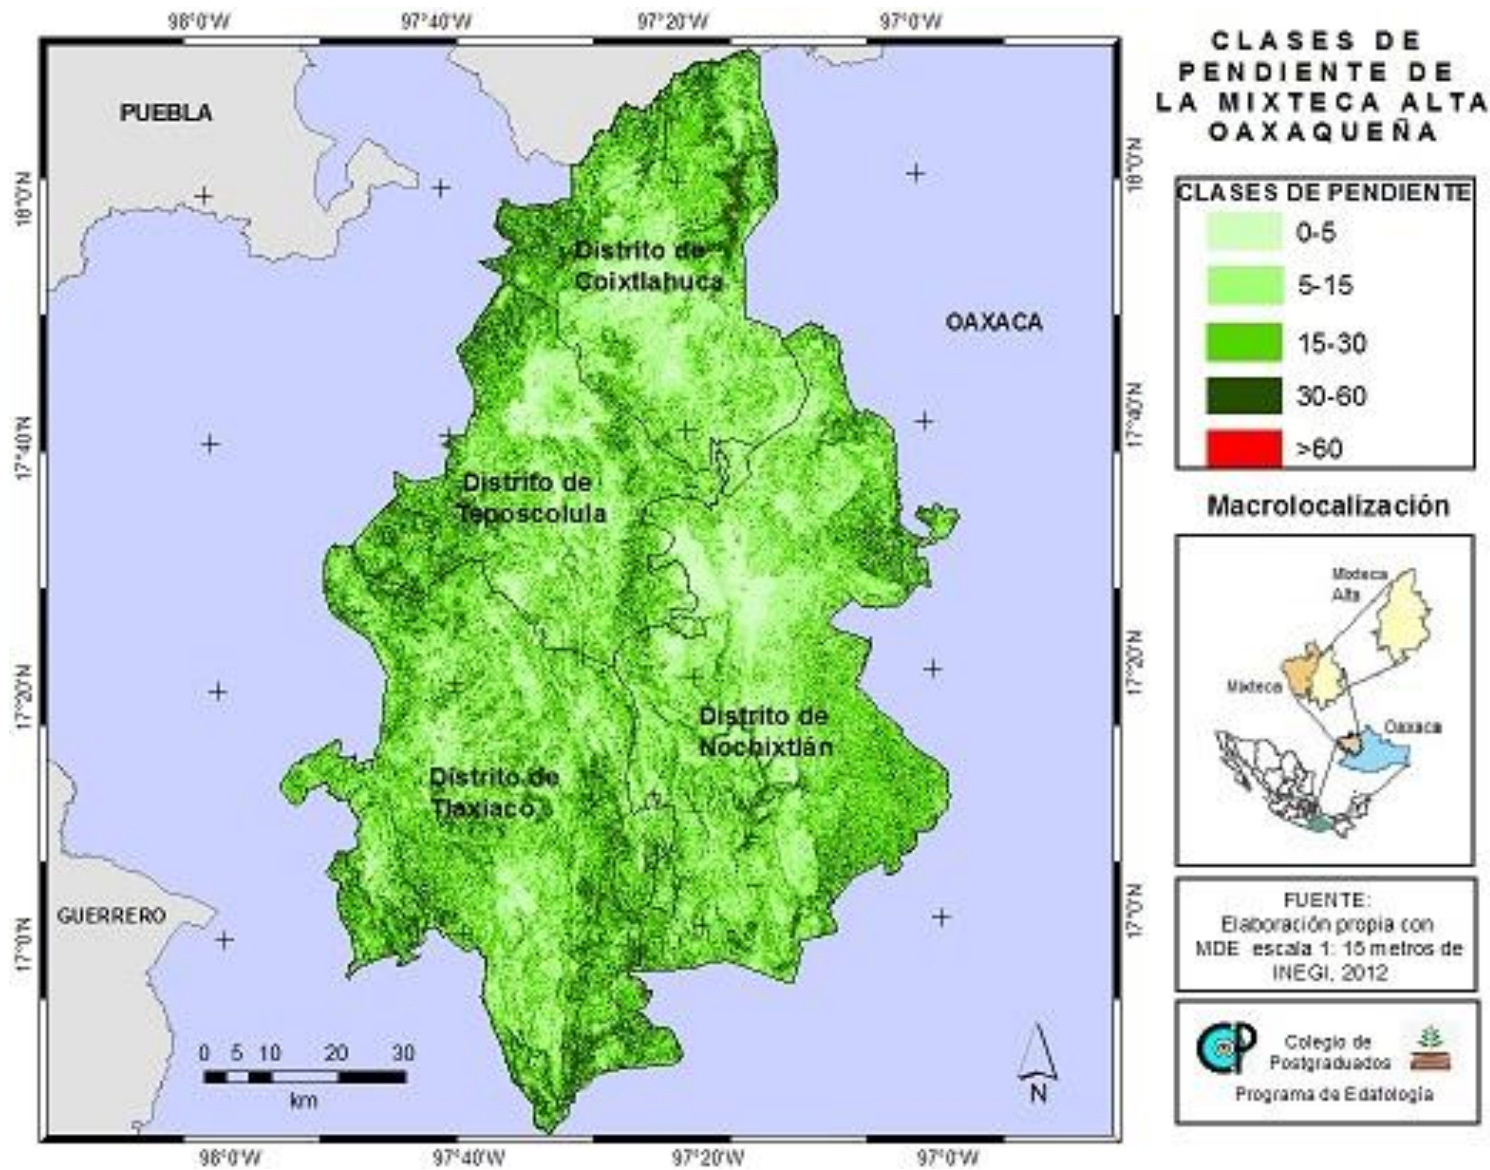 98°0'W 97°40'W 97°20'W 97°0'W
CLASES DE
PENDIENTE DE
LA MIXTECA ALTA
OAXAQUEÑA
PUEBLA
18°0'N
18°0'N
CLASES DE PENDIENTE
0-5
5-15
15-30
30-60
>60
Distrito de
Coixtlahuca
OAXACA
17°40'N
17°40'N
Distrito de
Teposcolula
Macrolocalización
Mixteca
Alta
Mixteca
Oaxaca
17°20'N
17°20'N
Distrito de
Nochixtlán
Distrito de
Tlaxiaco
GUERRERO
17°0'N
17°0'N
FUENTE:
Elaboración propia con
MDE escala 1: 15 metros de
INEGI, 2012
0 5 10 20 30
km
N
CP
Colegio de
Postgraduados
Programa de Edafología
98°0'W 97°40'W 97°20'W 97°0'W